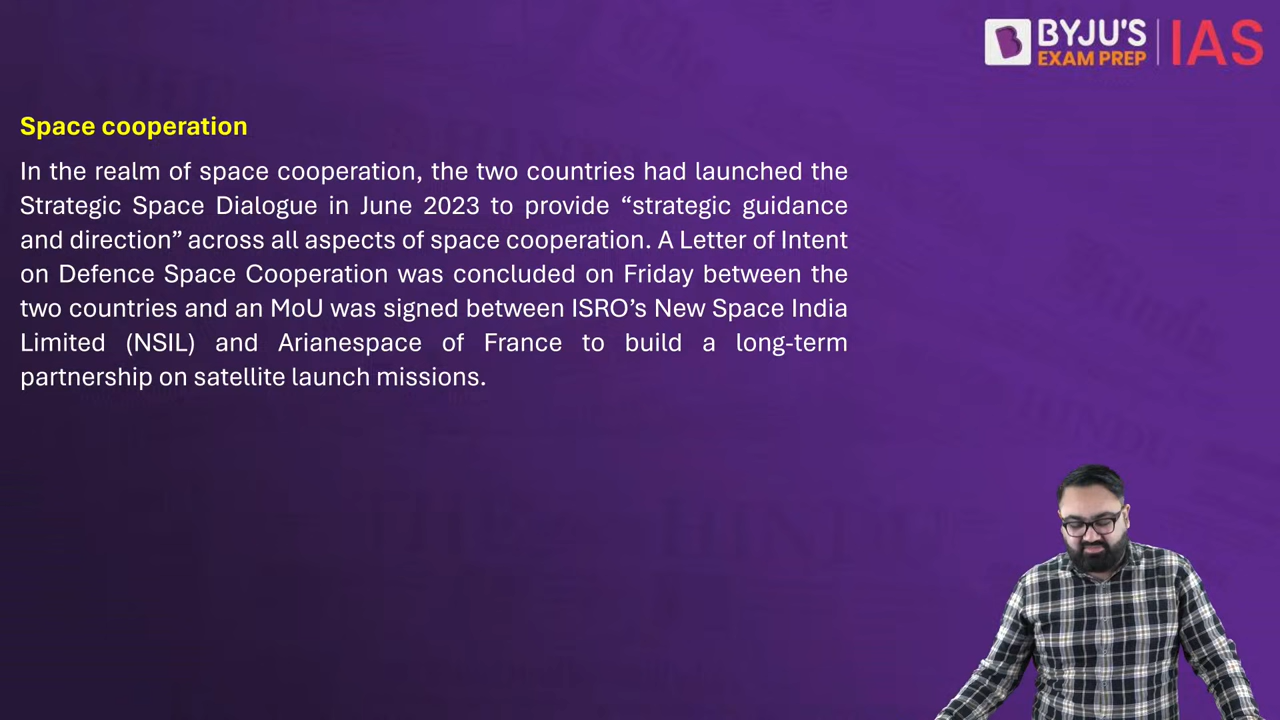 BYJU'S
EXAM PREP
IAS
Space cooperation
In the realm of space cooperation, the two countries had launched the
Strategic Space Dialogue in June 2023 to provide “strategic guidance
and direction” across all aspects of space cooperation. A Letter of Intent
on Defence Space Cooperation was concluded on Friday between the
two countries and an MoU was signed between ISRO’s New Space India
Limited (NSIL) and Arianespace of France to build a long-term
partnership on satellite launch missions.